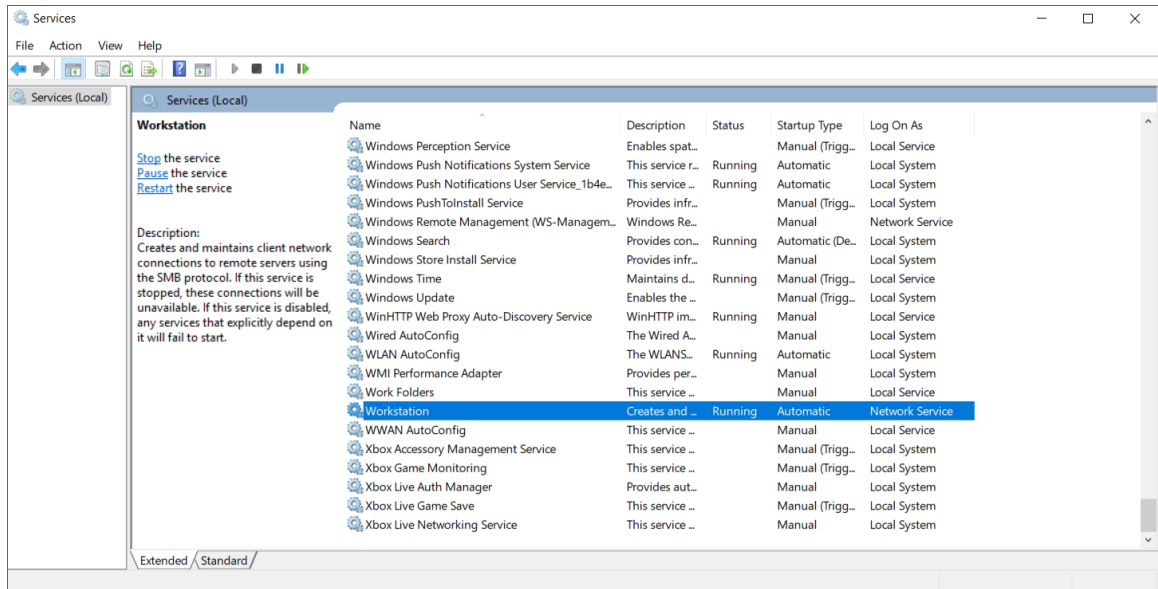 Services
File Action View Help
Services (Local)
Services (Local)
Workstation
Stop the service
Pause the service
Restart the service
Description:
Creates and maintains client network
connections to remote servers using
the SMB protocol. If this service is
stopped, these connections will be
unavailable. If this service is disabled,
any services that explicitly depend on
it will fail to start.
Name Description Status Startup Type Log On As
Windows Perception Service Enables spat... Manual (Trigg... Local Service
Windows Push Notifications System Service This service r... Running Automatic Local System
Windows Push Notifications User Service_1b4e... This service ... Running Automatic Local System
Windows PushToInstall Service Provides infr... Manual (Trigg... Local System
Windows Remote Management (WS-Managem... Windows Re... Manual Network Service
Windows Search Provides con... Running Automatic (De... Local System
Windows Store Install Service Provides infr... Manual Local System
Windows Time Maintains d... Running Manual (Trigg... Local Service
Windows Update Enables the ... Manual (Trigg... Local System
WinHTTP Web Proxy Auto-Discovery Service WinHTTP im... Running Manual Local Service
Wired AutoConfig The Wired A... Manual Local System
WLAN AutoConfig The WLANS... Running Automatic Local System
WMI Performance Adapter Provides per... Manual Local System
Work Folders This service ... Manual Local Service
Workstation Creates and ... Running Automatic Network Service
WWAN AutoConfig This service ... Manual Local Service
Xbox Accessory Management Service This service ... Manual (Trigg... Local System
Xbox Game Monitoring This service ... Manual (Trigg... Local System
Xbox Live Auth Manager Provides aut... Manual Local System
Xbox Live Game Save This service ... Manual (Trigg... Local System
Xbox Live Networking Service This service ... Manual Local System
Extended Standard